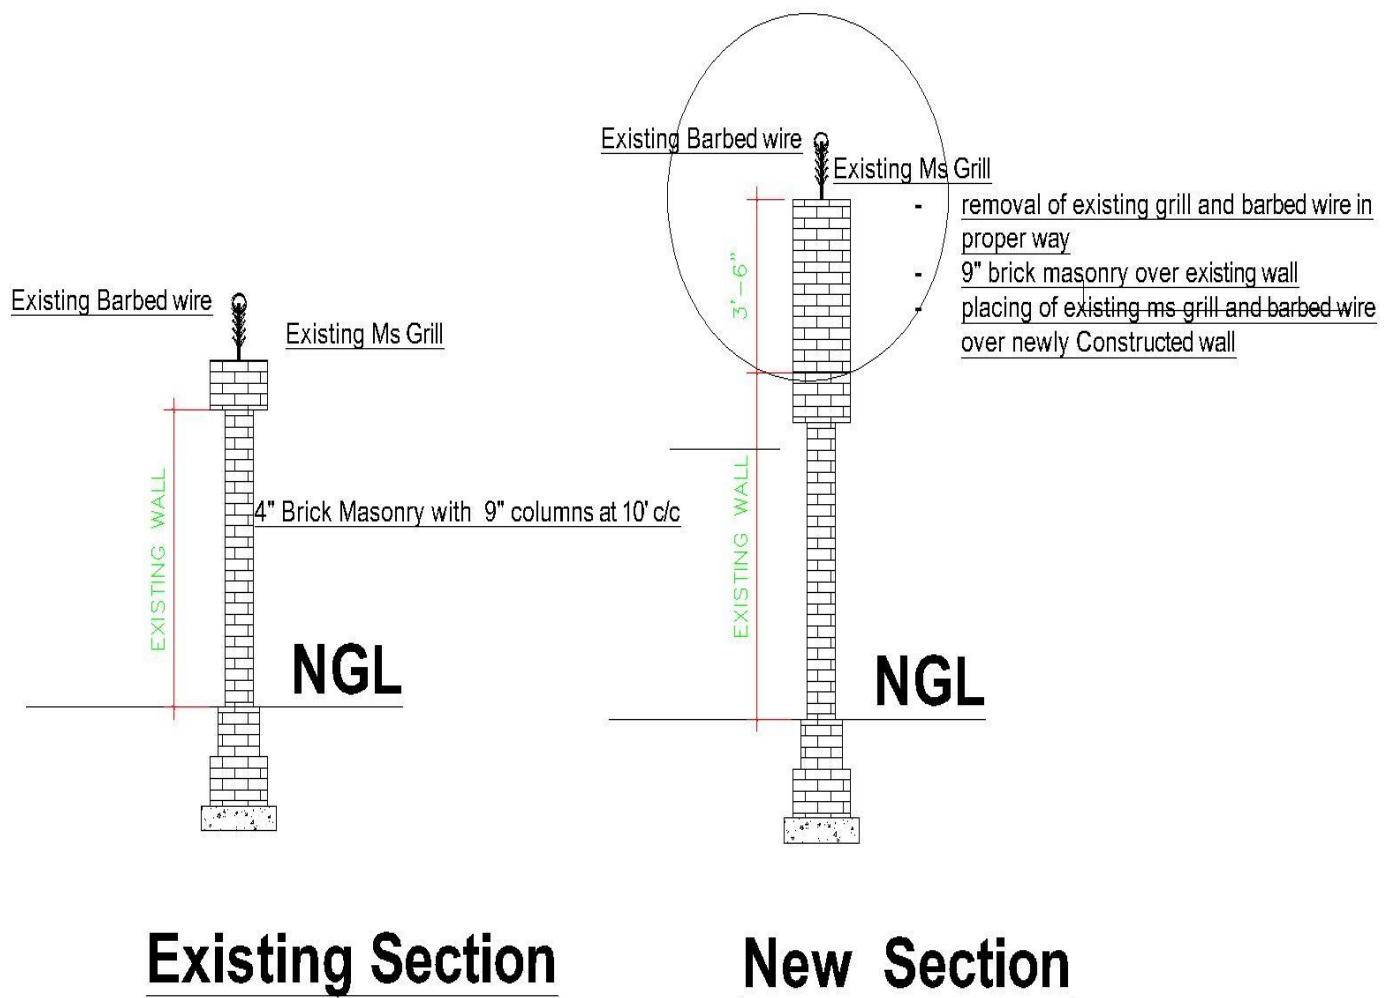 Existing Barbed wire
Existing Ms Grill
EXISTING WALL
4" Brick Masonry with 9" columns at 10' c/c
NGL
Existing Section
Existing Barbed wire
Existing Ms Grill
- removal of existing grill and barbed wire in
proper way
- 9" brick masonry over existing wall
- placing of existing ms grill and barbed wire
over newly Constructed wall
3'-6"
EXISTING WALL
NGL
New Section